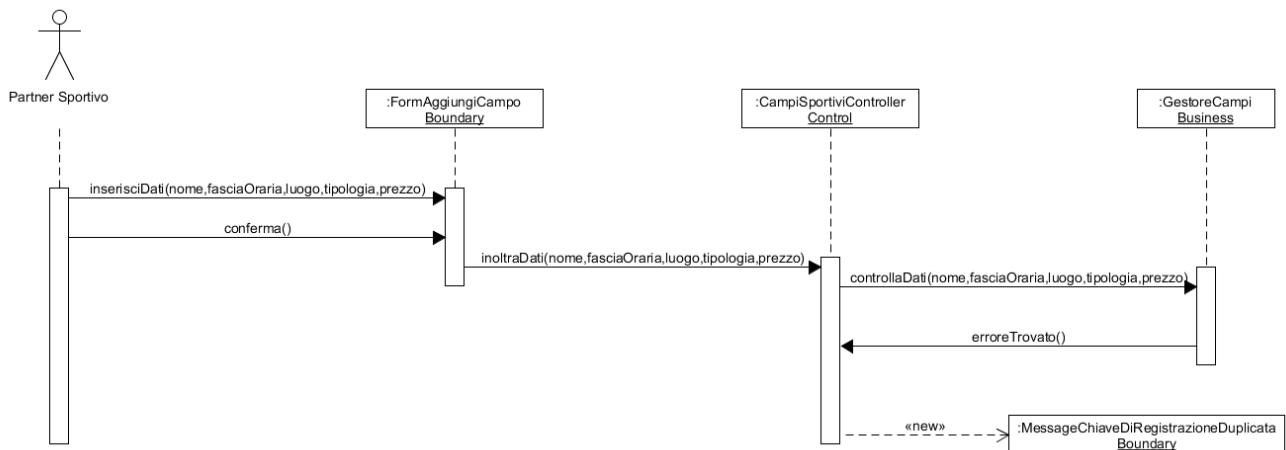 Partner Sportivo
:FormAggiungiCampo
Boundary
:CampiSportiviController
Control
:GestoreCampi
Business
inserisciDati(nome,fasciaOraria,luogo,tipologia,prezzo)
conferma()
inoltraDati(nome,fasciaOraria,luogo,tipologia,prezzo)
controllaDati(nome,fasciaOraria,luogo,tipologia,prezzo)
erroreTrovato()
«new»
:MessageChiaveDiRegistrazioneDuplicata
Boundary